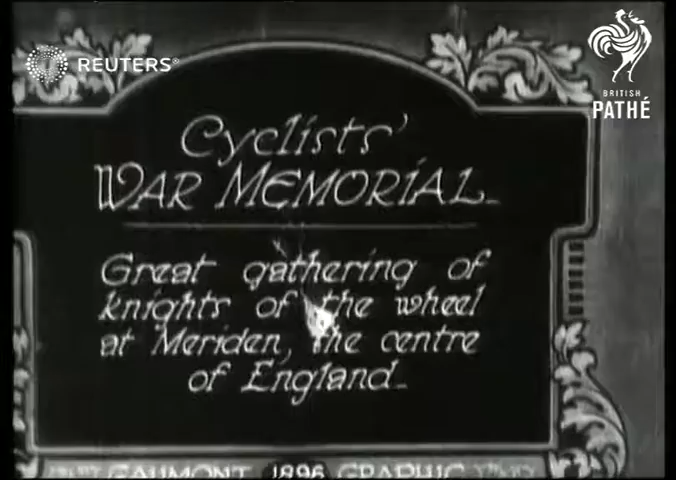 REUTERS
BRITISH
PATHÉ
Cyclists'
WAR MEMORIAL
Great gathering of
knights of the wheel
at Meriden, the centre
of England
GAUMONT 1896 GRAPHIC